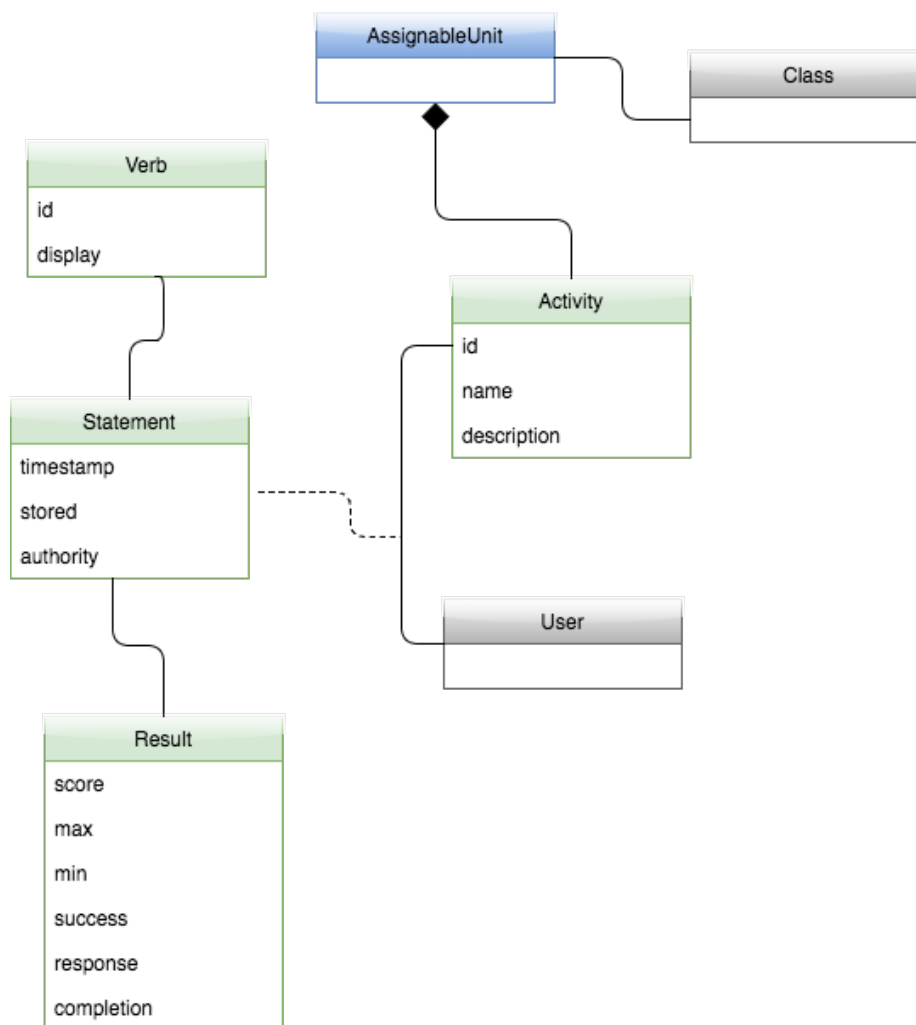 AssignableUnit
Class
Verb
id
display
Activity
id
name
description
Statement
timestamp
stored
authority
User
Result
score
max
min
success
response
completion